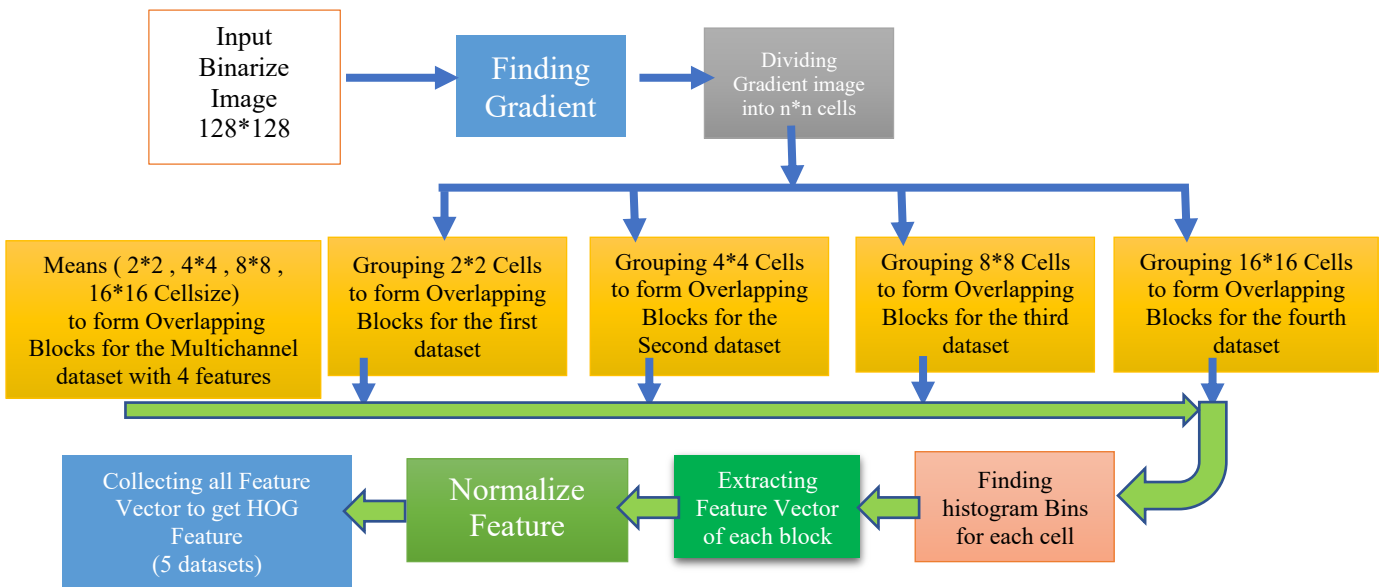 Input
Binarize
Image
128*128
Finding
Gradient
Dividing
Gradient image
into n*n cells
Means ( 2*2 , 4*4 , 8*8 ,
16*16 Cellsize)
to form Overlapping
Blocks for the Multichannel
dataset with 4 features
Grouping 2*2 Cells
to form Overlapping
Blocks for the first
dataset
Grouping 4*4 Cells
to form Overlapping
Blocks for the
Second dataset
Grouping 8*8 Cells
to form Overlapping
Blocks for the third
dataset
Grouping 16*16 Cells
to form Overlapping
Blocks for the fourth
dataset
Collecting all Feature
Vector to get HOG
Feature
(5 datasets)
Normalize
Feature
Extracting
Feature Vector
of each block
Finding
histogram Bins
for each cell